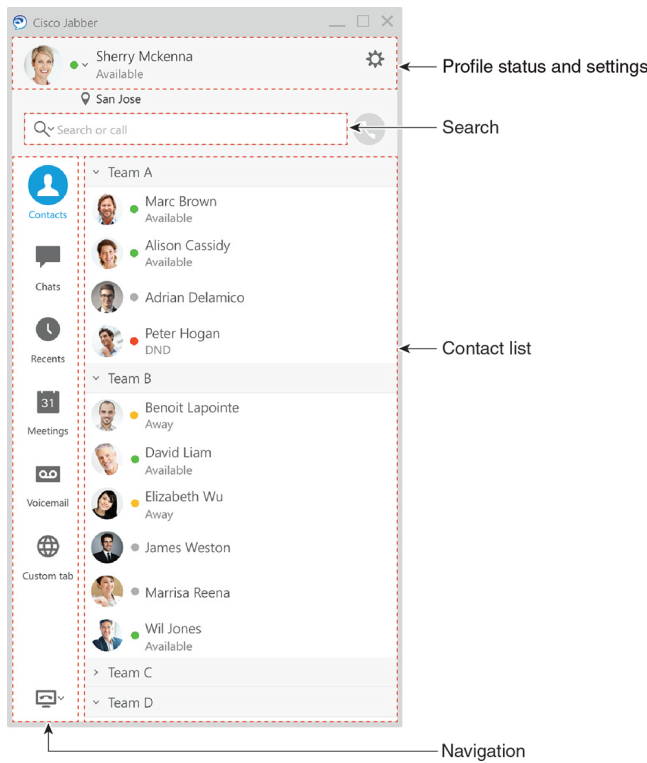 Cisco Jabber
Sherry Mckenna
Available
Profile status and settings
San Jose
Search or call
Search
Contacts
Chats
Recents
31
Meetings
Voicemail
Custom tab
Team A
Marc Brown
Available
Alison Cassidy
Available
Adrian Delamico
Peter Hogan
DND
Contact list
Team B
Benoit Lapointe
Away
David Liam
Available
Elizabeth Wu
Away
James Weston
Marrisa Reena
Wil Jones
Available
Team C
Team D
Navigation